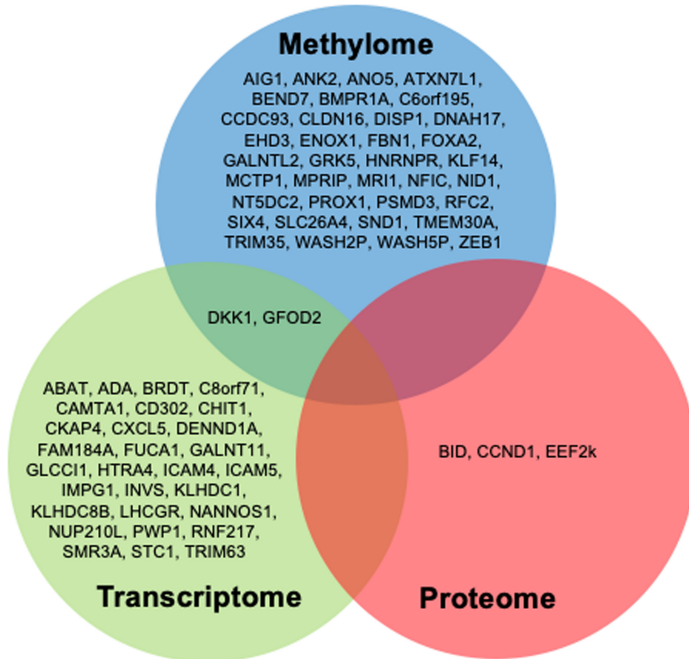 Methylome
AIG1, ANK2, ANO5, ATXN7L1,
BEND7, BMPR1A, C6orf195,
CCDC93, CLDN16, DISP1, DNAH17,
EHD3, ENOX1, FBN1, FOXA2,
GALNTL2, GRK5, HNRNPR, KLF14,
MCTP1, MPRIP, MRI1, NFIC, NID1,
NT5DC2, PROX1, PSMD3, RFC2,
SIX4, SLC26A4, SND1, TMEM30A,
TRIM35, WASH2P, WASH5P, ZEB1
DKK1, GFOD2
ABAT, ADA, BRDT, C8orf71,
CAMTA1, CD302, CHIT1,
CKAP4, CXCL5, DENND1A,
FAM184A, FUCA1, GALNT11,
GLCCI1, HTRA4, ICAM4, ICAM5,
IMPG1, INVS, KLHDC1,
KLHDC8B, LHCGR, NANNOS1,
NUP210L, PWP1, RNF217,
SMR3A, STC1, TRIM63
Transcriptome
BID, CCND1, EEF2k
Proteome